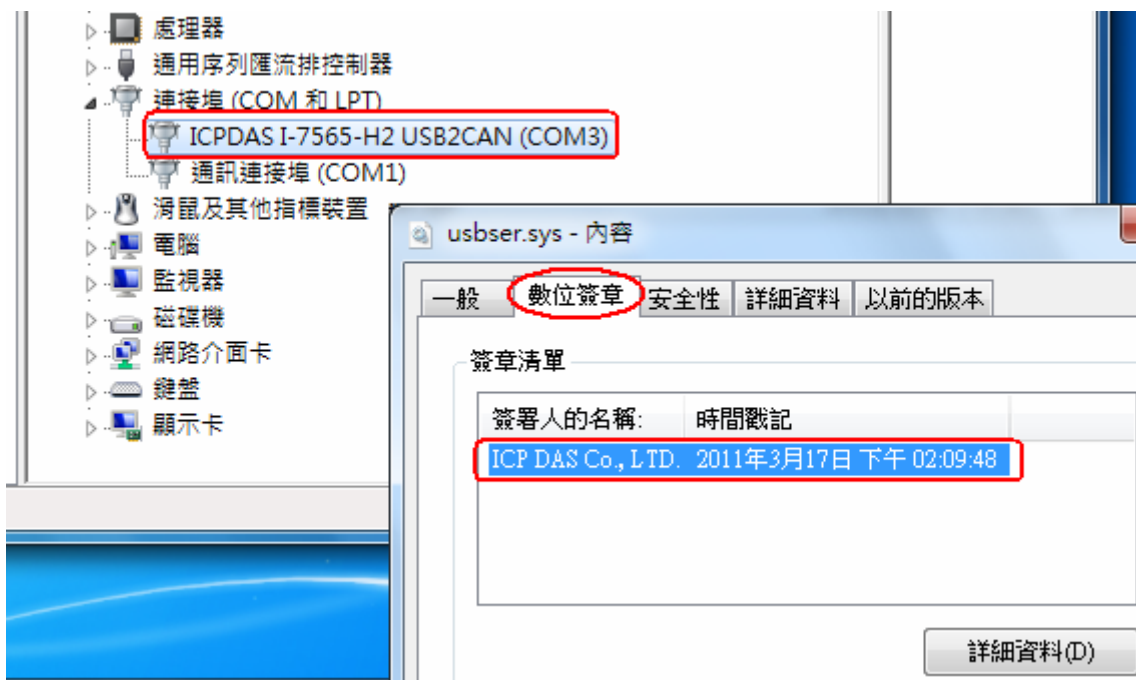 處理器
通用序列匯流排控制器
連接埠 (COM 和 LPT)
ICPDAS I-7565-H2 USB2CAN (COM3)
通訊連接埠 (COM1)
滑鼠及其他指標裝置
電腦
監視器
磁碟機
網路介面卡
鍵盤
顯示卡
usbser.sys - 內容
一般 數位簽章 安全性 詳細資料 以前的版本
簽章清單
簽署人的名稱: 時間戳記
ICP DAS Co., LTD. 2011年3月17日 下午 02:09:48
詳細資料(D)